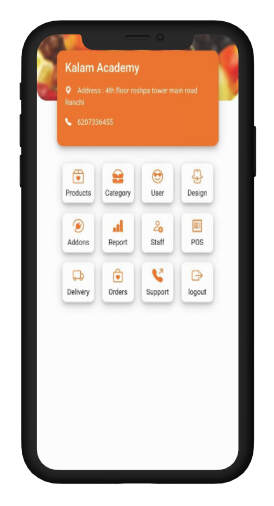 Kalam Academy
Address : 4th floor roshpa tower main road
Ranchi
6207336455
Products Category User Design
Addons Report Staff POS
Delivery Orders Support logout